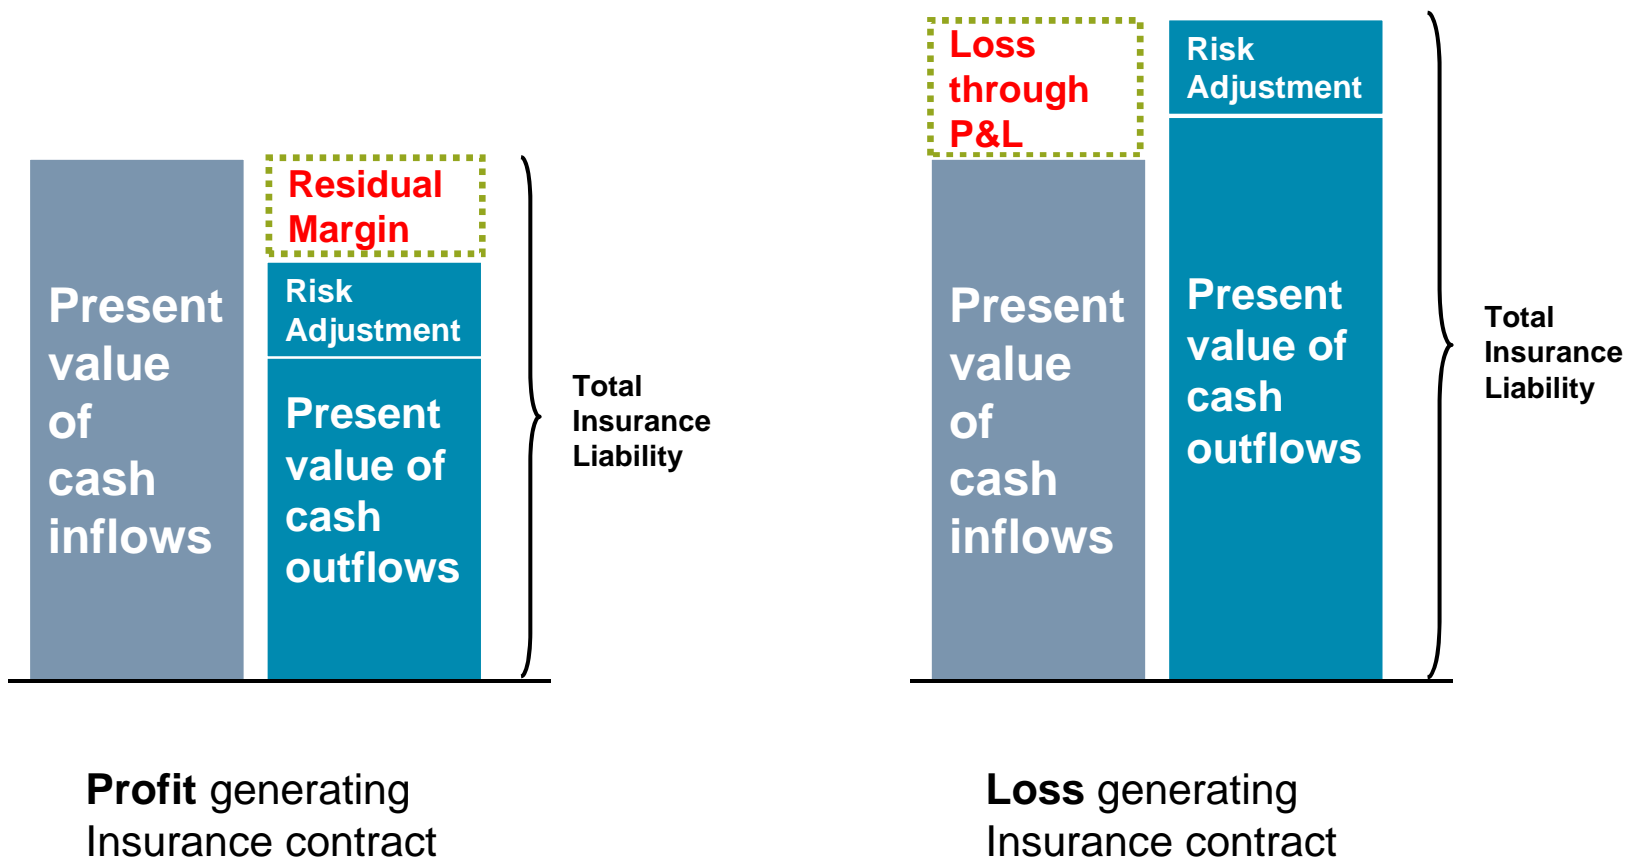 Present
value
of
cash
inflows
Residual
Margin
Risk
Adjustment
Present
value of
cash
outflows
Total
Insurance
Liability
Profit generating
Insurance contract
Loss
through
P&L
Present
value
of
cash
inflows
Risk
Adjustment
Present
value of
cash
outflows
Total
Insurance
Liability
Loss generating
Insurance contract